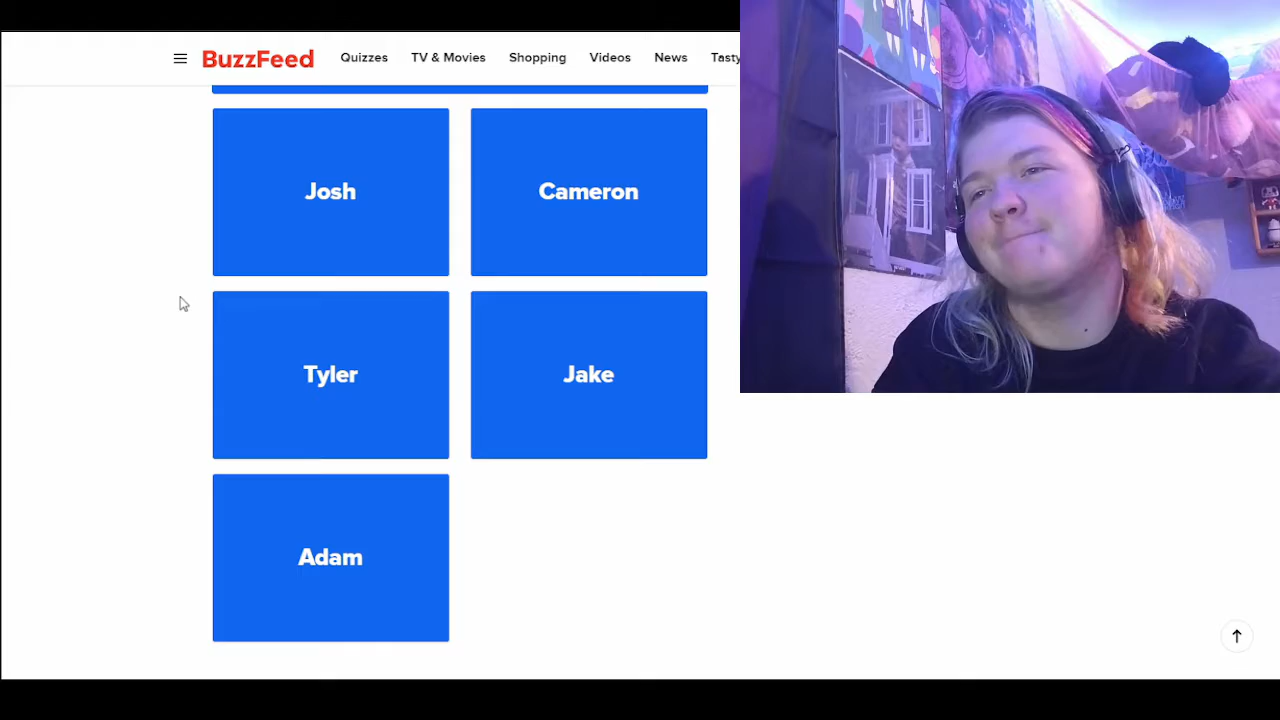 BuzzFeed Quizzes TV & Movies Shopping Videos News Tasty
Josh Cameron
Tyler Jake
Adam